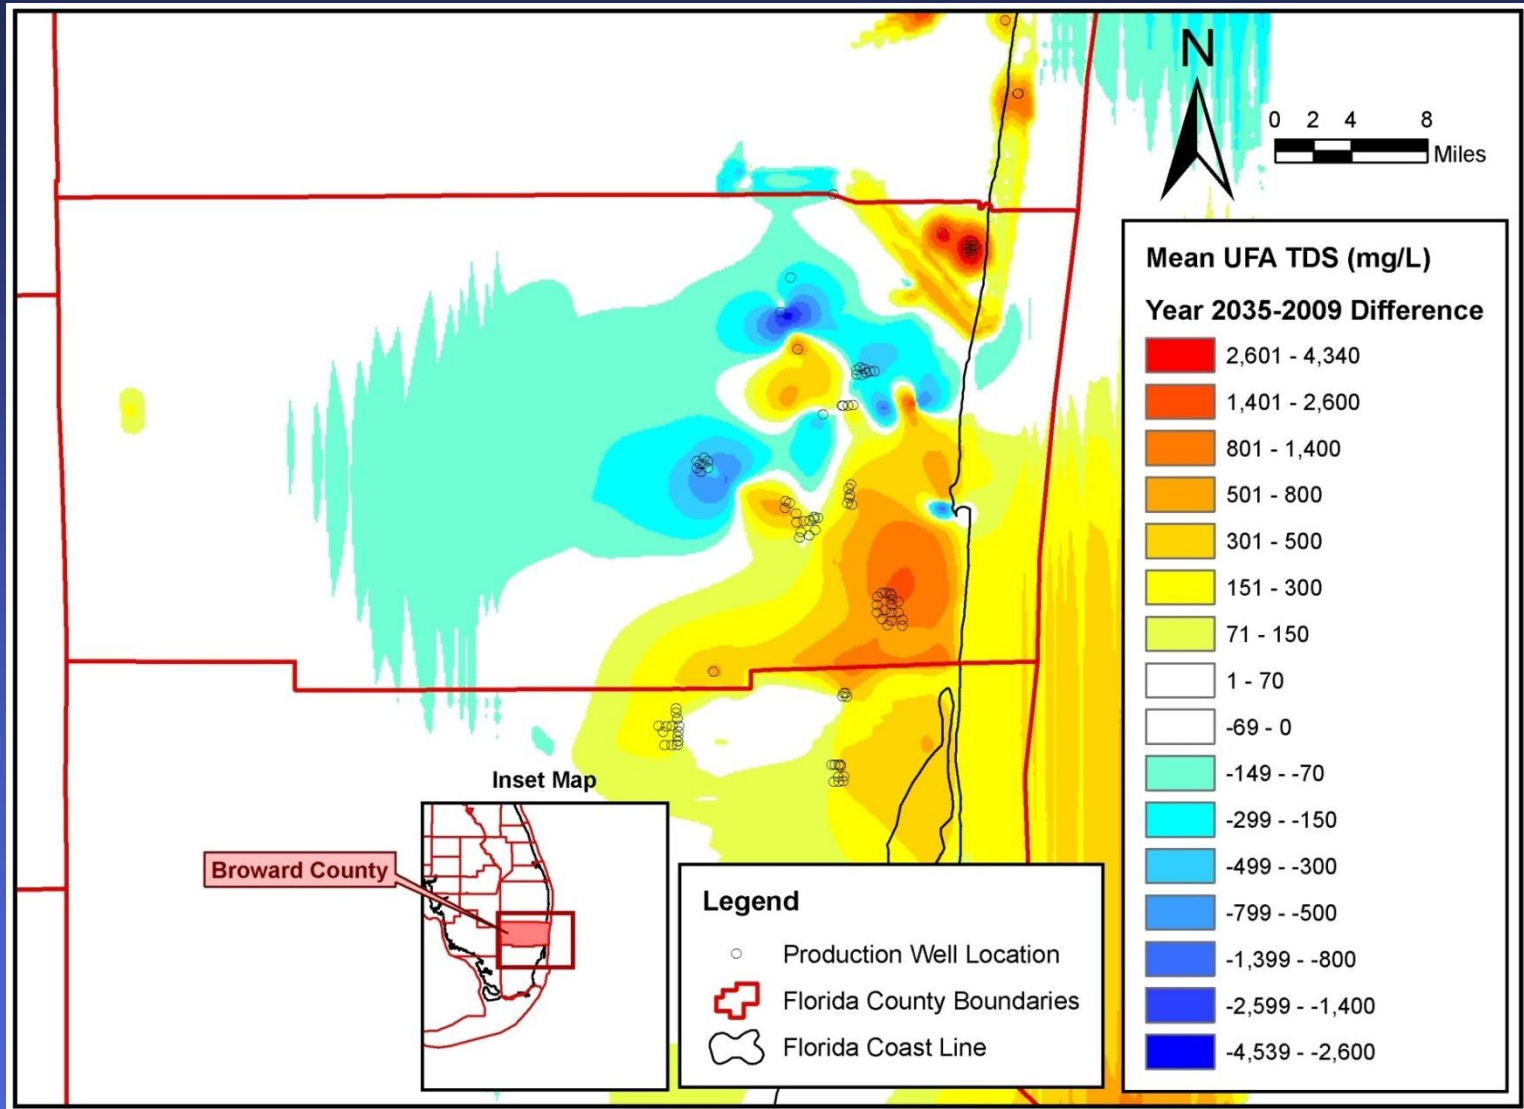 N
0 2 4 8
Miles
Mean UFA TDS (mg/L)
Year 2035-2009 Difference
2,601 - 4,340
1,401 - 2,600
801 - 1,400
501 - 800
301 - 500
151 - 300
71 - 150
1 - 70
-69 - 0
-149 - -70
-299 - -150
-499 - -300
-799 - -500
-1,399 - -800
-2,599 - -1,400
-4,539 - -2,600
Inset Map
Broward County
Legend
Production Well Location
Florida County Boundaries
Florida Coast Line